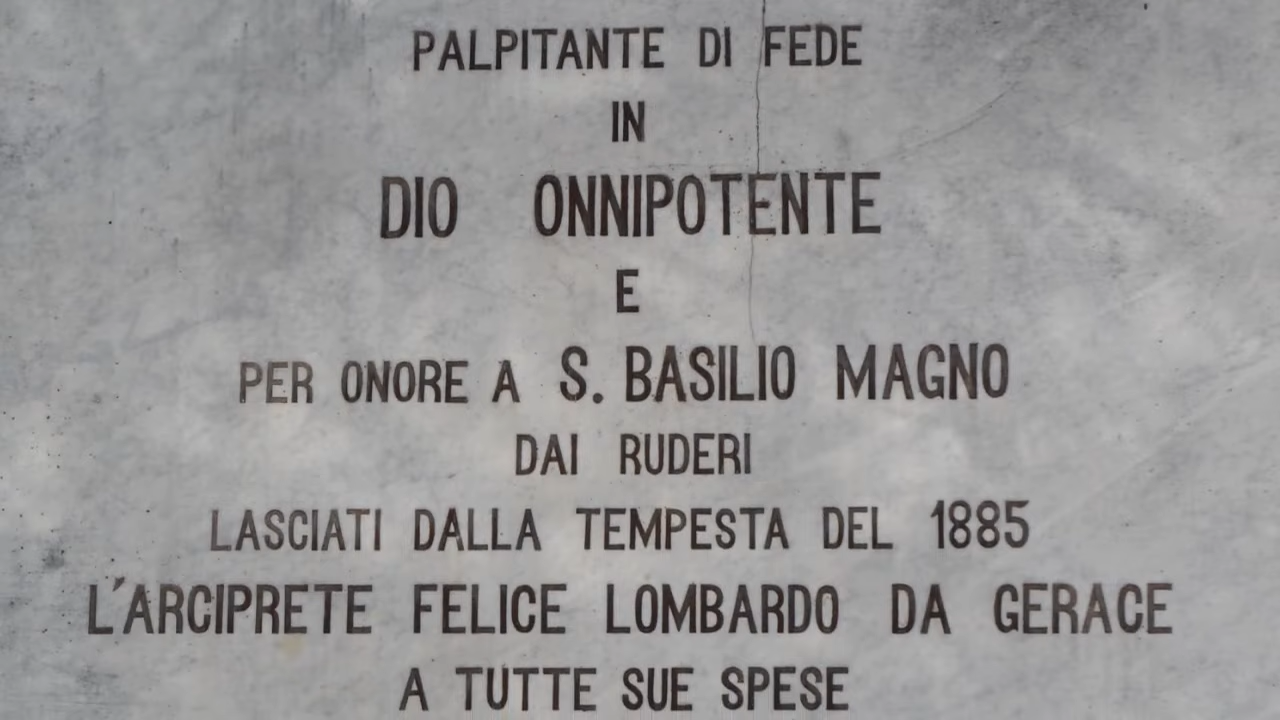 PALPITANTE DI FEDE
IN
DIO ONNIPOTENTE
E
PER ONORE A S. BASILIO MAGNO
DAI RUDERI
LASCIATI DALLA TEMPESTA DEL 1885
L'ARCIPRETE FELICE LOMBARDO DA GERACE
A TUTTE SUE SPESE